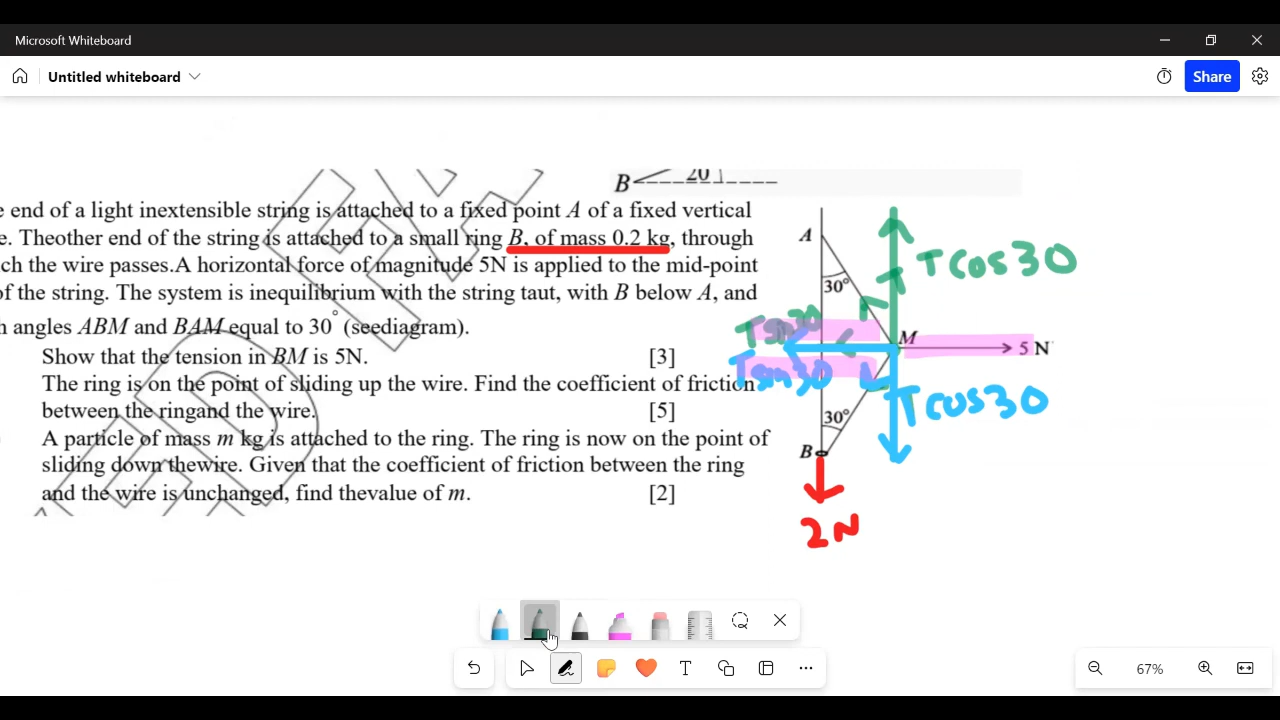 Microsoft Whiteboard
Untitled whiteboard
Share
B 20
e end of a light inextensible string is attached to a fixed point A of a fixed vertical
e. Theother end of the string is attached to a small ring B, of mass 0.2 kg, through
ch the wire passes.A horizontal force of magnitude 5N is applied to the mid-point
of the string. The system is inequilibrium with the string taut, with B below A, and
h angles ABM and BAM equal to 30° (seediagram).
Show that the tension in BM is 5N. [3]
The ring is on the point of sliding up the wire. Find the coefficient of friction
between the ringand the wire. [5]
A particle of mass m kg is attached to the ring. The ring is now on the point of
sliding down thewire. Given that the coefficient of friction between the ring
and the wire is unchanged, find thevalue of m. [2]
A
30°
T cos 30
T sin 30
M
5 N
T sin 30
T cos 30
30°
B
2 N
67%